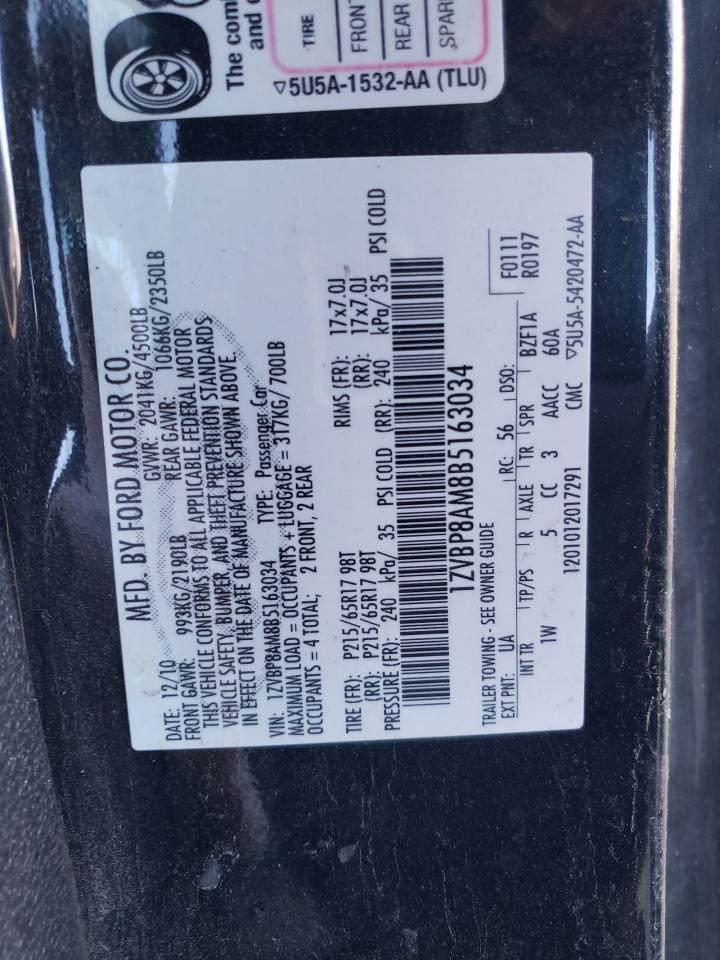 The com
and
TIRE
FRONT
REAR
SPAR
▽5U5A-1532-AA (TLU)
MFD. BY FORD MOTOR CO.
DATE: 12/10 GVWR: 2041KG/4500LB
FRONT GAWR: 993KG/2190LB REAR GAWR: 1066KG/2350LB
THIS VEHICLE CONFORMS TO ALL APPLICABLE FEDERAL MOTOR
VEHICLE SAFETY, BUMPER, AND THEFT PREVENTION STANDARDS
IN EFFECT ON THE DATE OF MANUFACTURE SHOWN ABOVE.
VIN: 1ZVBP8AM8B5163034 TYPE: Passenger Car
MAXIMUM LOAD = OCCUPANTS + LUGGAGE = 317KG/700LB
OCCUPANTS = 4 TOTAL; 2 FRONT, 2 REAR
TIRE (FR): P215/65R17 98T RIMS (FR): 17x7.0J
(RR): P215/65R17 98T (RR): 17x7.0J
PRESSURE (FR): 240 kPa/ 35 PSI COLD (RR): 240 kPa/ 35 PSI COLD
1ZVBP8AM8B5163034
TRAILER TOWING - SEE OWNER GUIDE
EXT PNT: UA RC: 56 DSO: F0111
INT TR TP/PS R AXLE TR SPR BZF1A R0197
1W 5 CC 3 AACC 60A
1201012017291 CMC ▽5U5A-5420472-AA